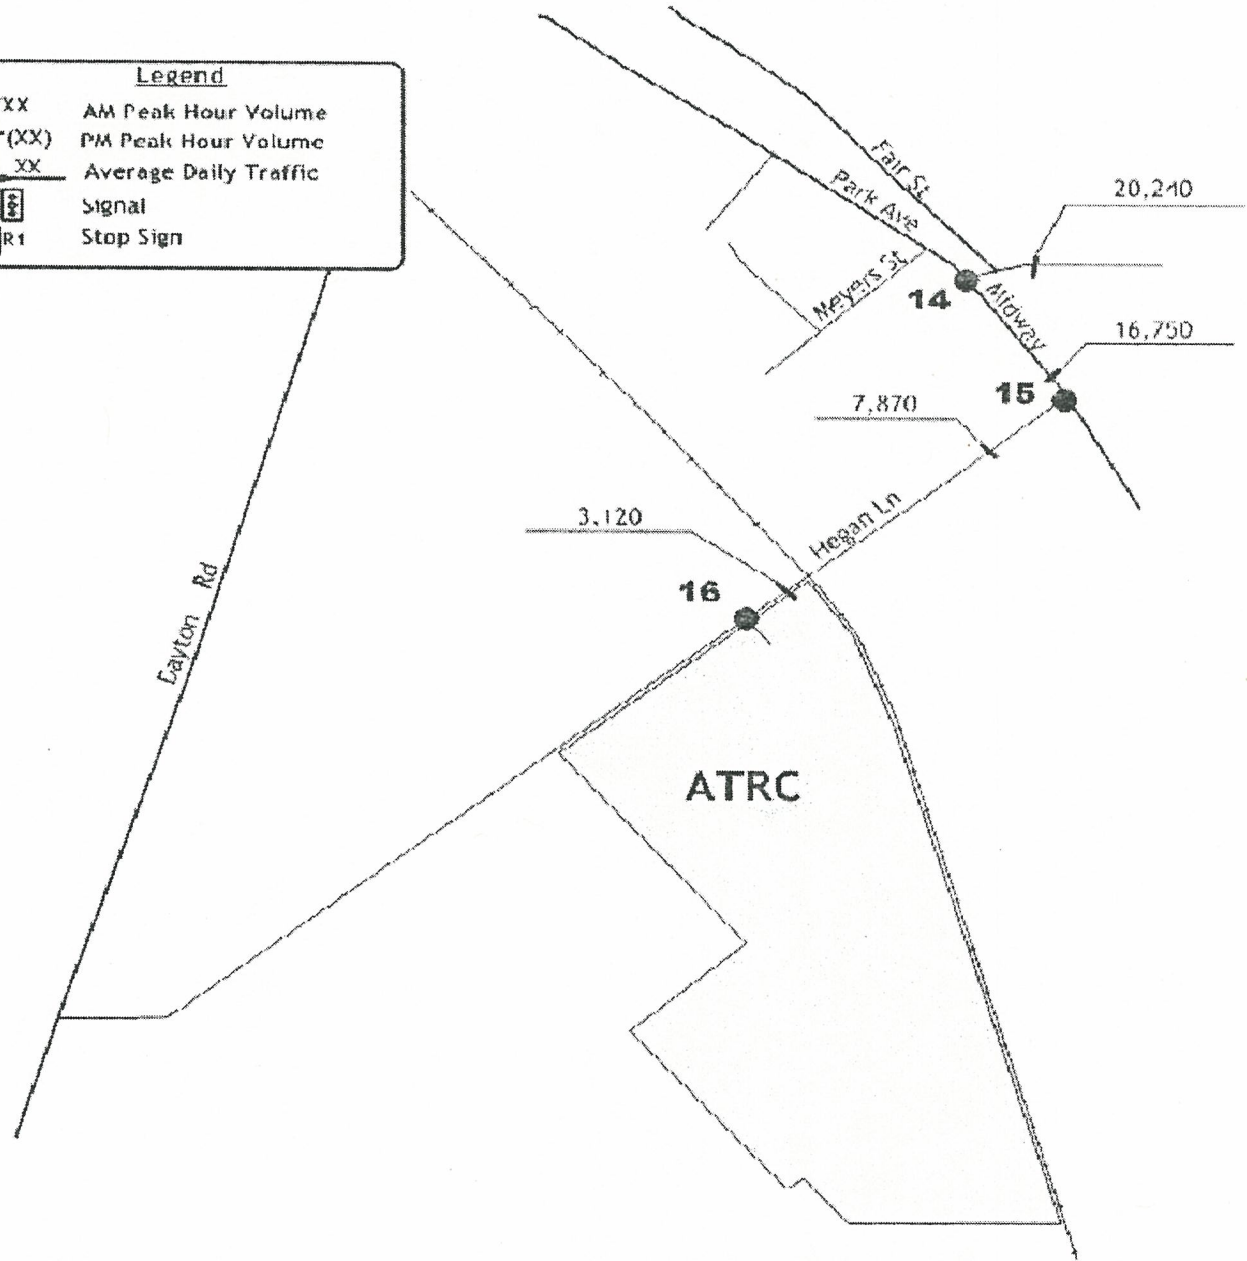 Legend
XX AM Peak Hour Volume
(XX) PM Peak Hour Volume
XX Average Daily Traffic
Signal
R1 Stop Sign
Fair St
Park Ave
20,240
Meyers St
14
Midway
16,750
15
7,870
Hegan Ln
3,120
16
Dayton Rd
ATRC